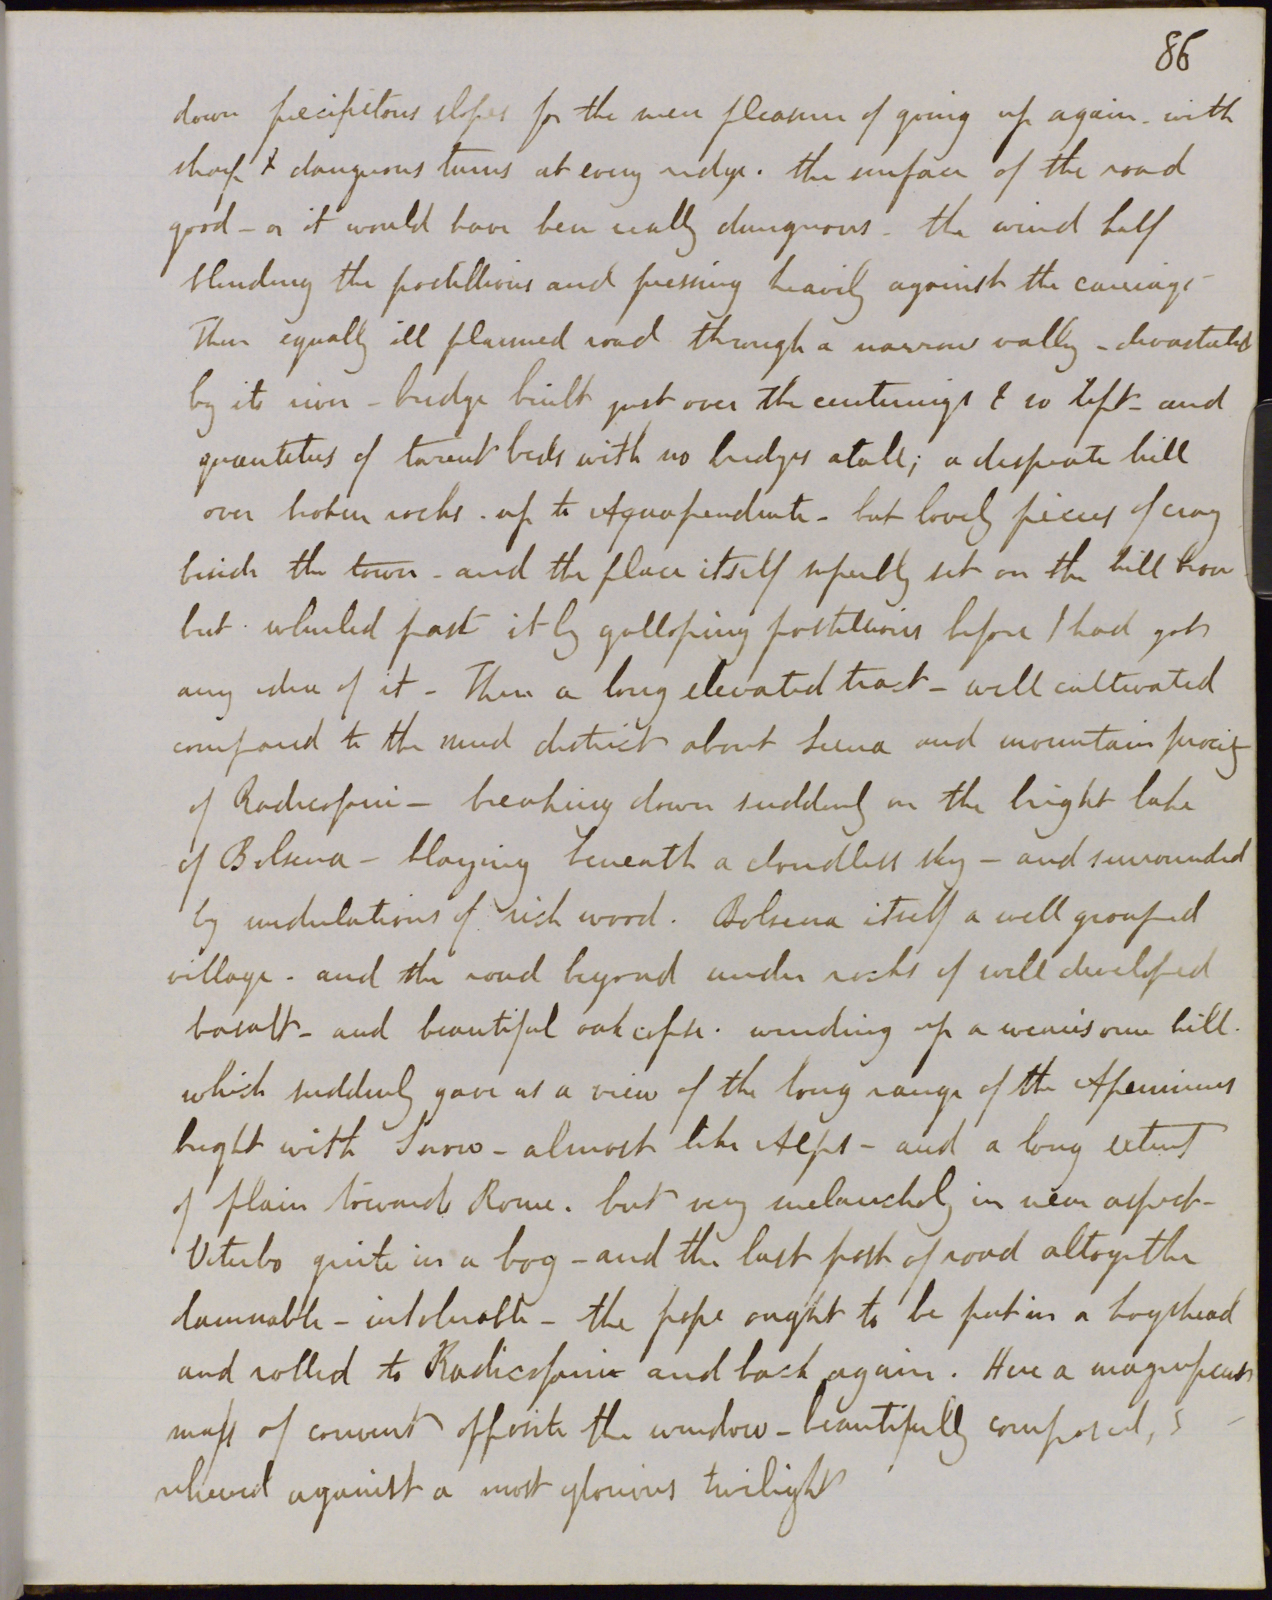 86
down precipitous slopes for the mere pleasure of going up again - with
sharp & dangerous turns at every ridge. the surface of the road
good - or it would have been really dangerous - the wind half
blinding the postillions and pressing heavily against the carriage -
Then equally ill planned road through a narrow valley - devastated
by its river - bridge built just over the centerings & so left - and
quantities of torrent beds with no bridges atall; a desperate hill
over broken rocks. up to Aquapendente - but lovely pieces of crag
beside the town - and the place itself superbly set on the hill brow -
but whirled past it by galloping postillions before I had got
any idea of it - Then a long elevated tract - well cultivated
compared to the mud district about Siena and mountain
of Radicofani - breaking down suddenly on the bright lake
of Bolsena - blazing beneath a cloudless sky - and surrounded
by undulations of rich wood. Bolsena itself a well grouped
village. and the road beyond under rocks of well developed
basalt - and beautiful oak copse. winding up a wearisome hill.
which suddenly gave us a view of the long range of the Apennines
bright with Snow - almost like Alps - and a long extent
of plain towards Rome. but very melancholy in near aspect -
Viterbo quite in a bog - and the last post of road altogether
damnable - intolerable - the pope ought to be put in a hogshead
and rolled to Radicofani and back again. Here a magnificent
mass of convent opposite the window - beautifully composed,
relieved against a most glorious twilight